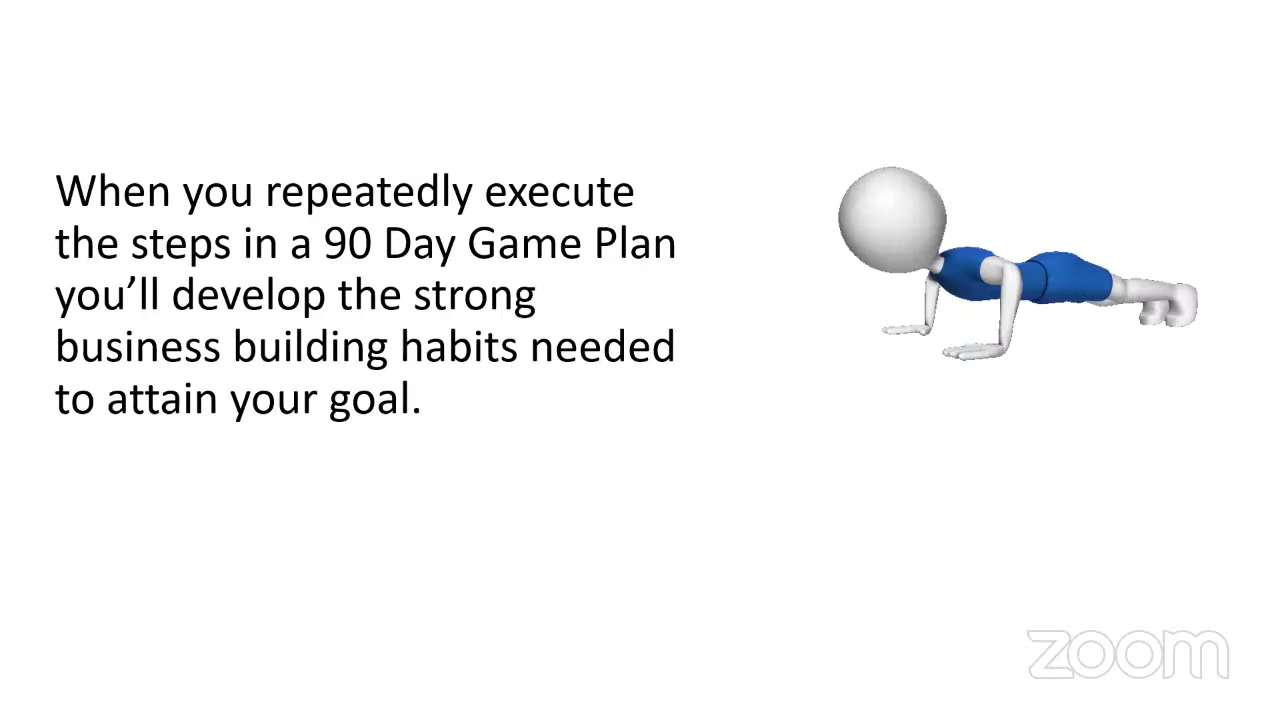 When you repeatedly execute
the steps in a 90 Day Game Plan
you’ll develop the strong
business building habits needed
to attain your goal.
zoom